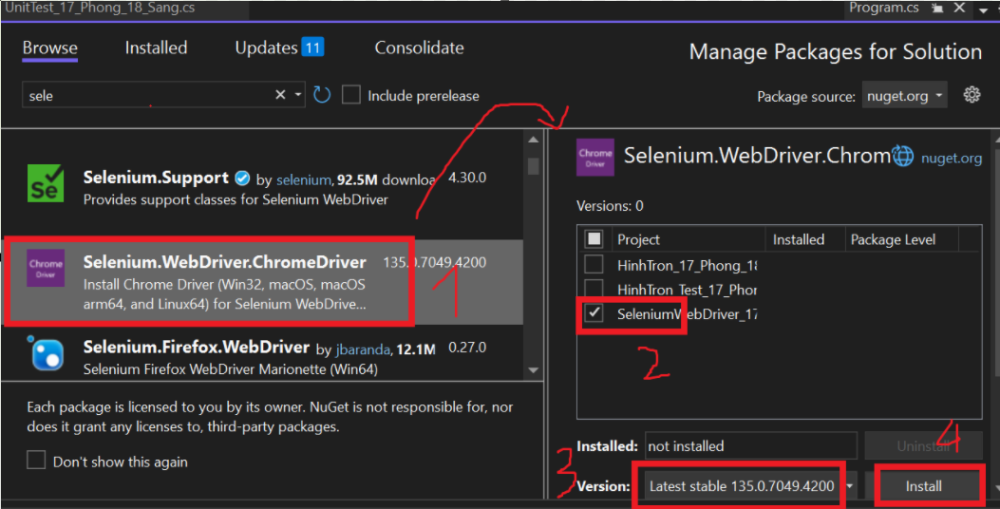 UnitTest_17_Phong_18_Sang.cs
Program.cs
Browse Installed Updates 11 Consolidate
Manage Packages for Solution
sele
Include prerelease
Package source: nuget.org
Selenium.Support by selenium, 92.5M downloa 4.30.0
Provides support classes for Selenium WebDriver
Chrome
Driver
Selenium.WebDriver.ChromeDriver 135.0.7049.4200
Install Chrome Driver (Win32, macOS, macOS
arm64, and Linux64) for Selenium WebDrive...
1
Selenium.Firefox.WebDriver by jbaranda, 12.1M 0.27.0
Selenium Firefox WebDriver Marionette (Win64)
Each package is licensed to you by its owner. NuGet is not responsible for, nor
does it grant any licenses to, third-party packages.
Don't show this again
Chrome
Driver
Selenium.WebDriver.Chrom nuget.org
Versions: 0
Project Installed Package Level
HinhTron_17_Phong_18
HinhTron_Test_17_Phon
SeleniumWebDriver_17
2
Installed: not installed
Uninstall
4
3
Version: Latest stable 135.0.7049.4200
Install